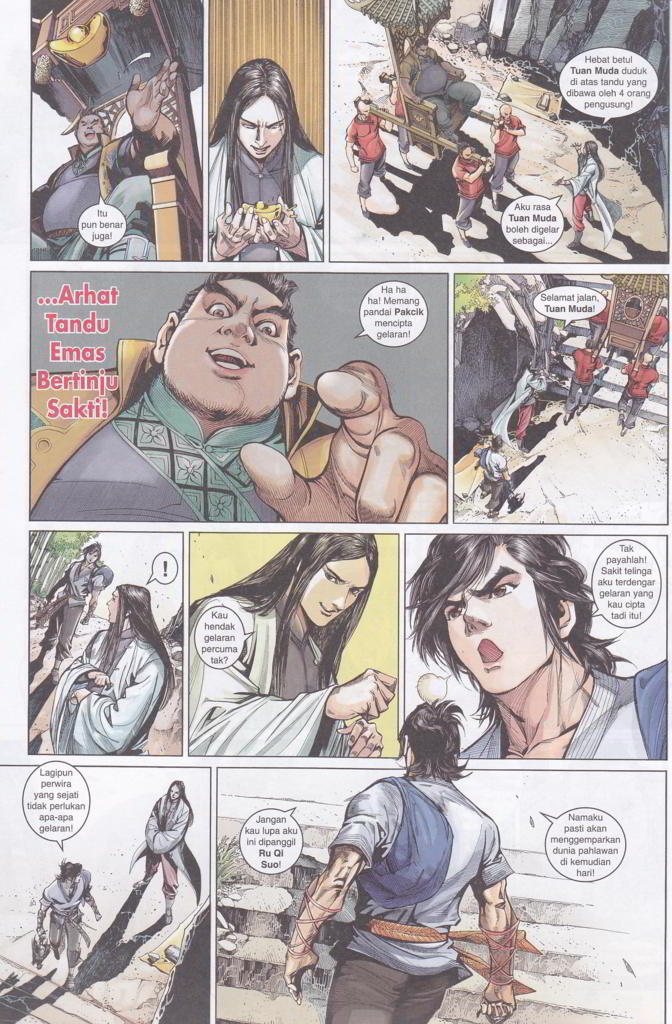 Itu
pun benar
juga!
Hebat betul
Tuan Muda duduk
di atas tandu yang
dibawa oleh 4 orang
pengusung!
Aku rasa
Tuan Muda
boleh digelar
sebagai...
...Arhat
Tandu
Emas
Bertinju
Sakti!
Ha ha
ha! Memang
pandai Pakcik
mencipta
gelaran!
Selamat jalan,
Tuan Muda!
!
Kau
hendak
gelaran
percuma
tak?
Tak
payahlah!
Sakit telinga
aku terdengar
gelaran yang
kau cipta
tadi itu!
Lagipun
perwira
yang sejati
tidak perlukan
apa-apa
gelaran!
Jangan
kau lupa aku
ini dipanggil
Ru Qi
Suo!
Namaku
pasti akan
menggemparkan
dunia pahlawan
di kemudian
hari!